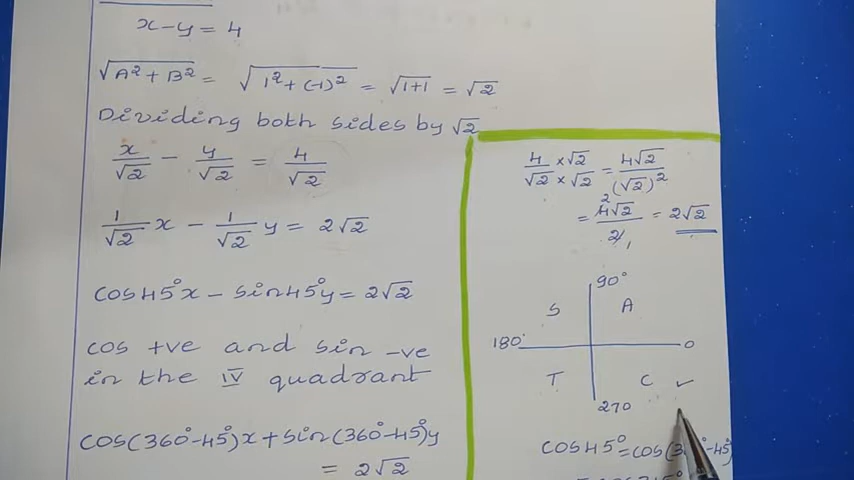 x-y = 4
√A²+B² = √1²+(-1)² = √1+1 = √2
Dividing both sides by √2
x/√2 - y/√2 = 4/√2
1/√2 x - 1/√2 y = 2√2
cos45°x - sin45°y = 2√2
cos +ve and sin -ve
in the IV quadrant
cos(360°-45°)x + sin(360°-45°)y
= 2√2
4/√2 × √2/√2 = 4√2/(√2)²
= 4√2/2 = 2√2
90°
S A
180° 0
T C ✓
270
cos45° = cos(360°-45°